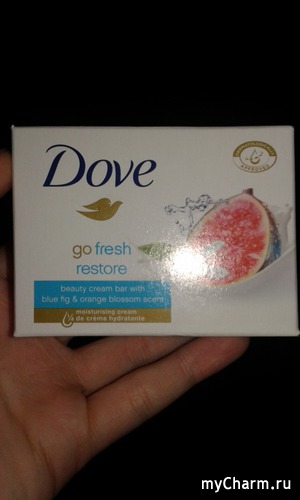 Dove
APPROVED
go fresh
restore
beauty cream bar with
blue fig & orange blossom scent
¼ moisturising cream
de crème hydratante
myCharm.ru